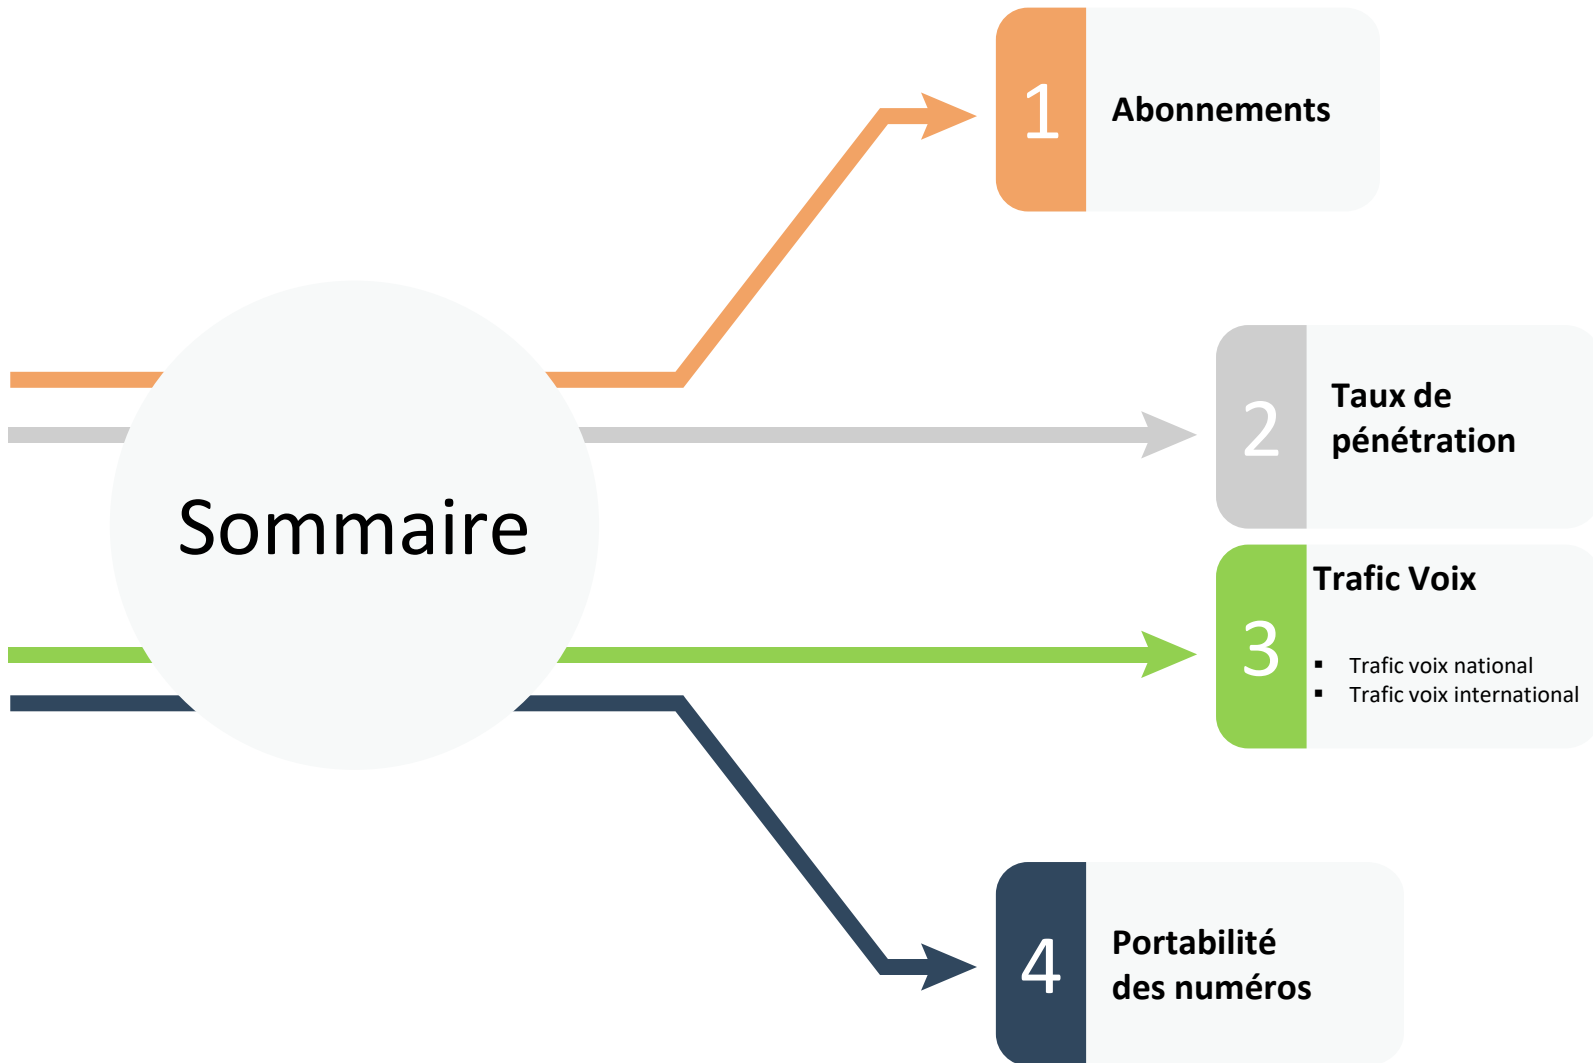 Sommaire
1
Abonnements
2
Taux de
pénétration
3
Trafic Voix
▪ Trafic voix national
▪ Trafic voix international
4
Portabilité
des numéros